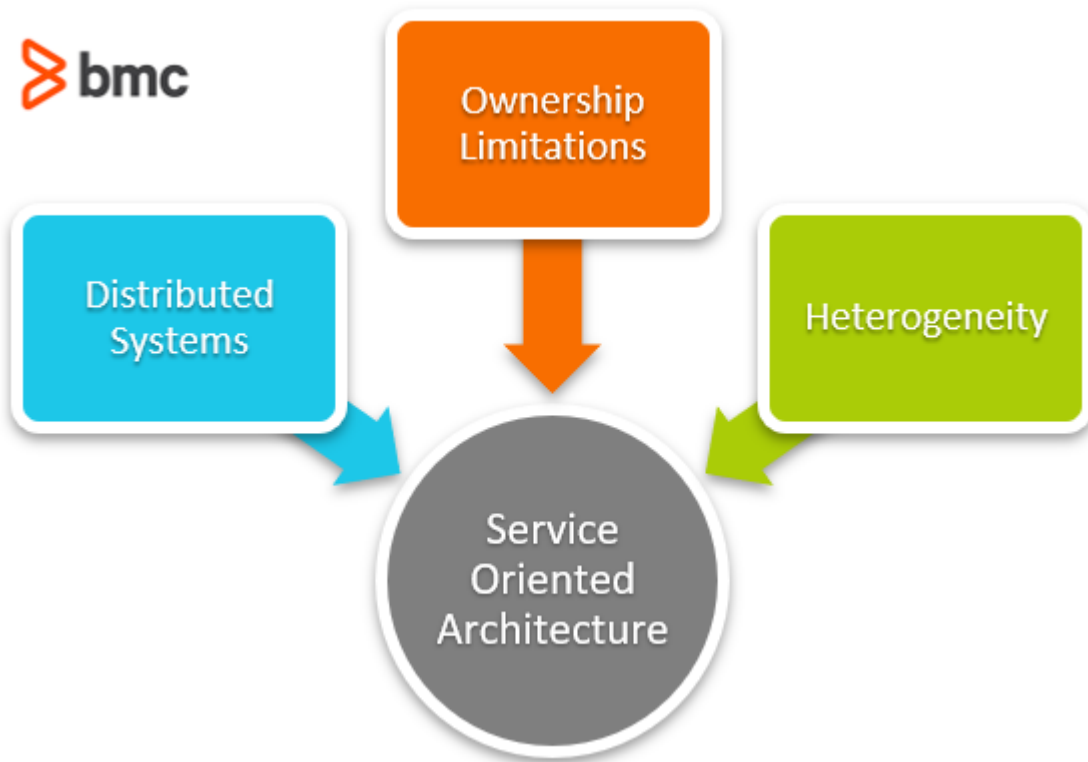 bmc
Ownership
Limitations
Distributed
Systems
Heterogeneity
Service
Oriented
Architecture